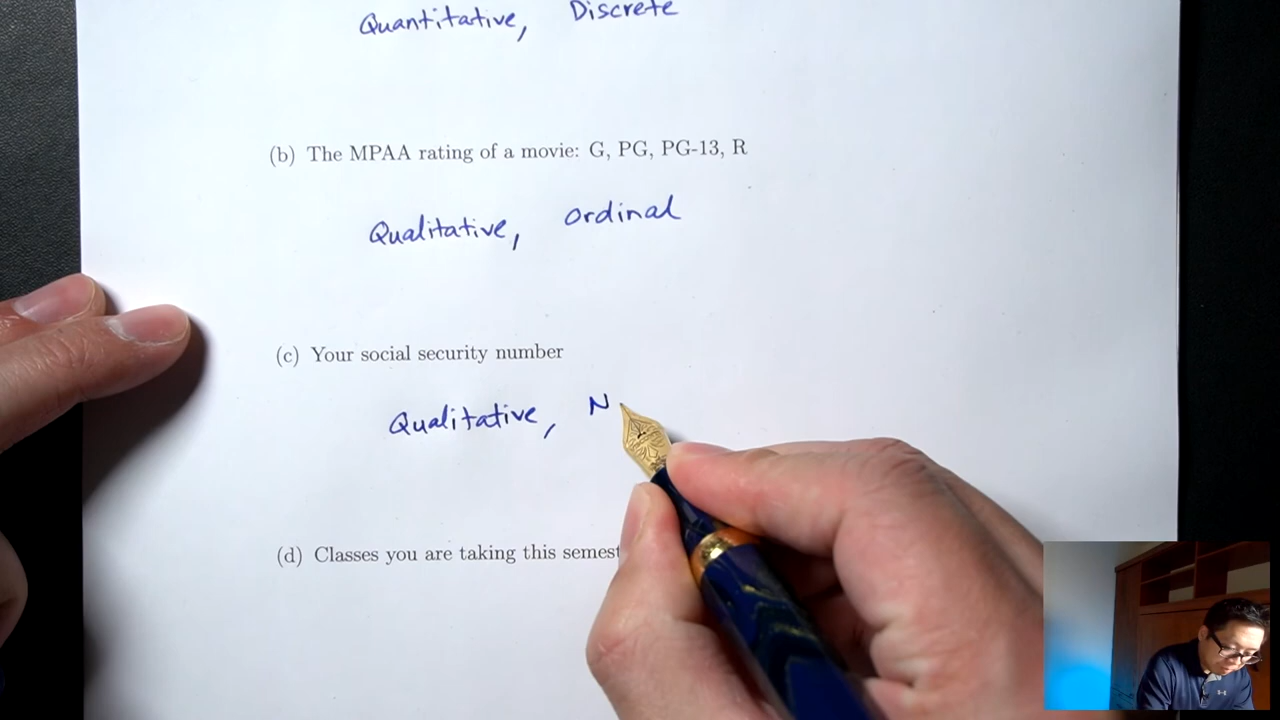 Quantitative, Discrete
(b) The MPAA rating of a movie: G, PG, PG-13, R
Qualitative, Ordinal
(c) Your social security number
Qualitative, N
(d) Classes you are taking this semest